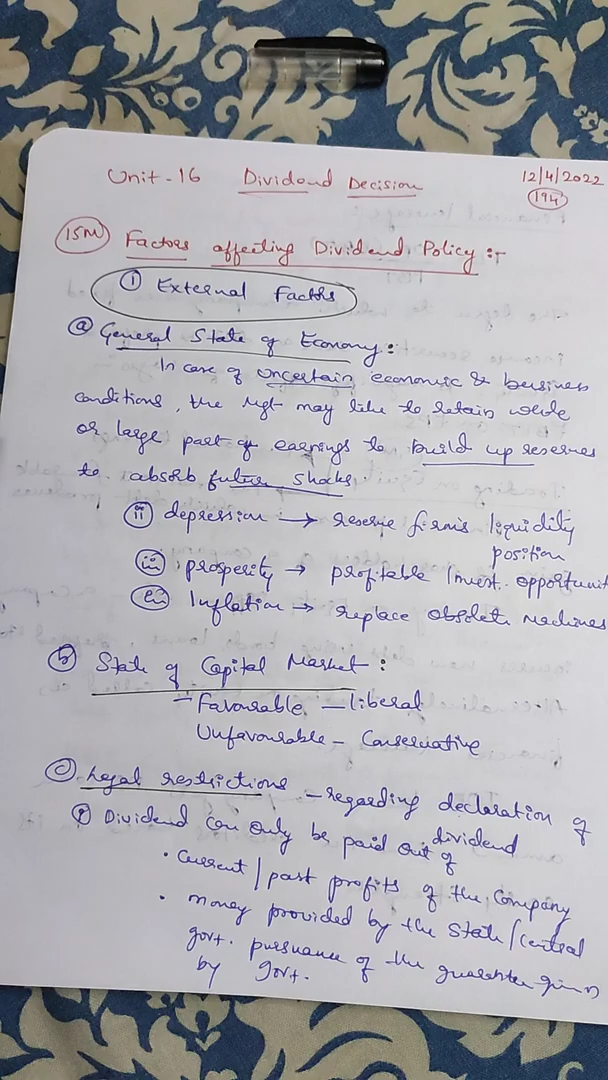 Unit-16 Dividend Decision 12/4/2022
194
15M Factors affecting Dividend Policy :-
① External Factors
ⓐ General State of Economy :
In case of uncertain economic & business
conditions, the mgt may like to retain whole
or large part of earnings to build up reserves
to absorb future shocks
ⓘⓘ depression → reserve firm's liquidity
position
prosperity → profitable invest. opportunit
Inflation → replace obsolete machines
ⓑ State of Capital Market :
- Favourable - liberal
Unfavourable - Conservative
ⓒ Legal restrictions - regarding declaration of
dividend
Dividend can only be paid out of
• current / past profits of the Company
• money provided by the State / Central
govt. pursuance of the guarantee given
by govt.